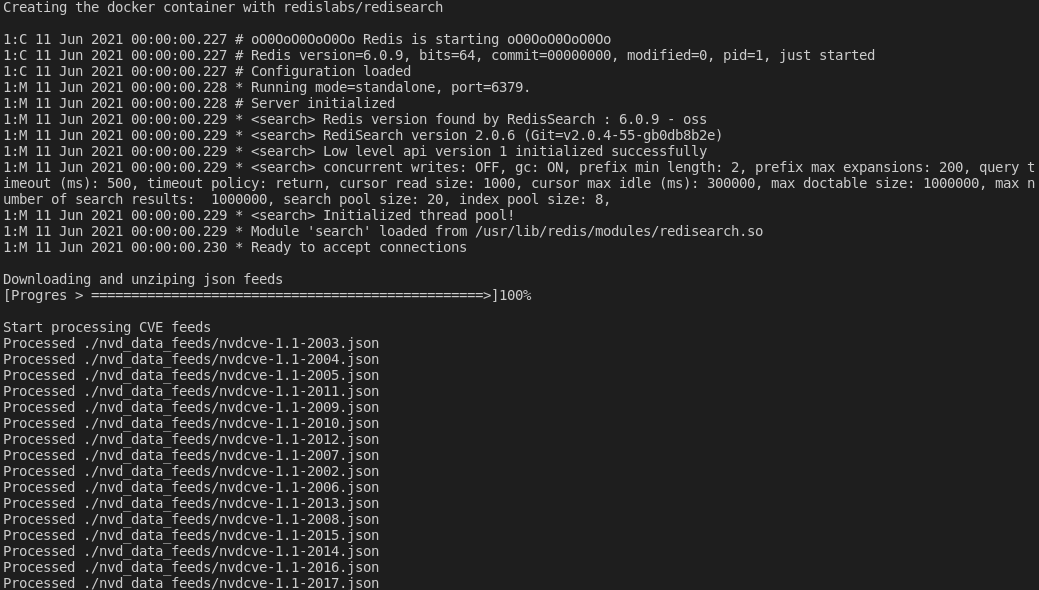 Creating the docker container with redislabs/redisearch
1:C 11 Jun 2021 00:00:00.227 # oO0OoO0OoO0Oo Redis is starting oO0OoO0OoO0Oo
1:C 11 Jun 2021 00:00:00.227 # Redis version=6.0.9, bits=64, commit=00000000, modified=0, pid=1, just started
1:C 11 Jun 2021 00:00:00.227 # Configuration loaded
1:M 11 Jun 2021 00:00:00.228 * Running mode=standalone, port=6379.
1:M 11 Jun 2021 00:00:00.228 # Server initialized
1:M 11 Jun 2021 00:00:00.229 * <search> Redis version found by RedisSearch : 6.0.9 - oss
1:M 11 Jun 2021 00:00:00.229 * <search> RediSearch version 2.0.6 (Git=v2.0.4-55-gb0db8b2e)
1:M 11 Jun 2021 00:00:00.229 * <search> Low level api version 1 initialized successfully
1:M 11 Jun 2021 00:00:00.229 * <search> concurrent writes: OFF, gc: ON, prefix min length: 2, prefix max expansions: 200, query t
imeout (ms): 500, timeout policy: return, cursor read size: 1000, cursor max idle (ms): 300000, max doctable size: 1000000, max n
umber of search results:  1000000, search pool size: 20, index pool size: 8,
1:M 11 Jun 2021 00:00:00.229 * <search> Initialized thread pool!
1:M 11 Jun 2021 00:00:00.229 * Module 'search' loaded from /usr/lib/redis/modules/redisearch.so
1:M 11 Jun 2021 00:00:00.230 * Ready to accept connections
Downloading and unziping json feeds
[Progres > =================================================>]100%
Start processing CVE feeds
Processed ./nvd_data_feeds/nvdcve-1.1-2003.json
Processed ./nvd_data_feeds/nvdcve-1.1-2004.json
Processed ./nvd_data_feeds/nvdcve-1.1-2005.json
Processed ./nvd_data_feeds/nvdcve-1.1-2011.json
Processed ./nvd_data_feeds/nvdcve-1.1-2009.json
Processed ./nvd_data_feeds/nvdcve-1.1-2010.json
Processed ./nvd_data_feeds/nvdcve-1.1-2012.json
Processed ./nvd_data_feeds/nvdcve-1.1-2007.json
Processed ./nvd_data_feeds/nvdcve-1.1-2002.json
Processed ./nvd_data_feeds/nvdcve-1.1-2006.json
Processed ./nvd_data_feeds/nvdcve-1.1-2013.json
Processed ./nvd_data_feeds/nvdcve-1.1-2008.json
Processed ./nvd_data_feeds/nvdcve-1.1-2015.json
Processed ./nvd_data_feeds/nvdcve-1.1-2014.json
Processed ./nvd_data_feeds/nvdcve-1.1-2016.json
Processed ./nvd_data_feeds/nvdcve-1.1-2017.json